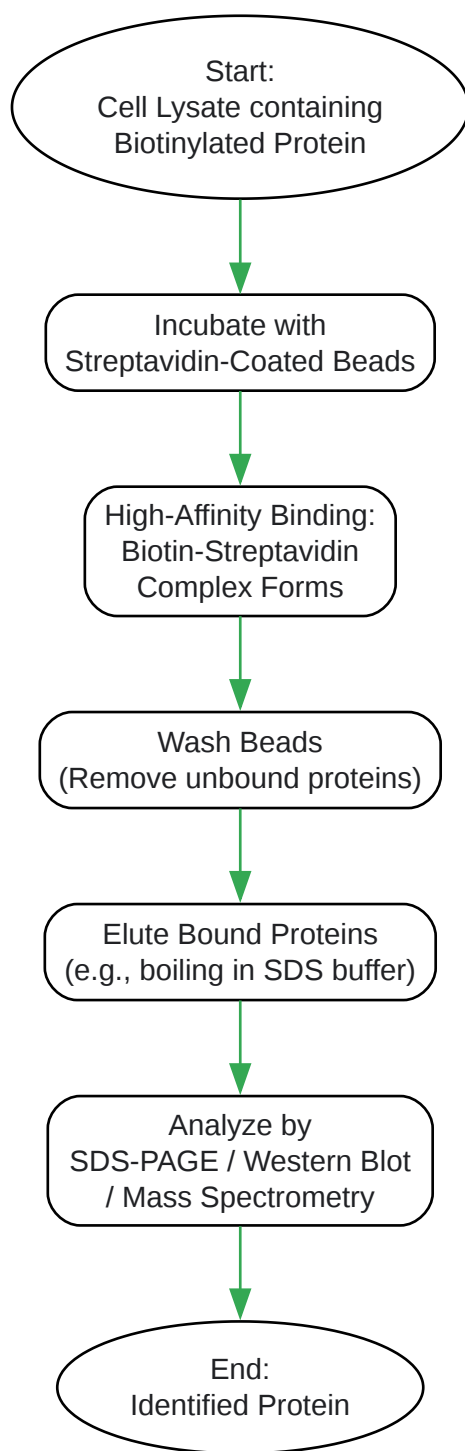 Start:
Cell Lysate containing
Biotinylated Protein
Incubate with
Streptavidin-Coated Beads
High-Affinity Binding:
Biotin-Streptavidin
Complex Forms
Wash Beads
(Remove unbound proteins)
Elute Bound Proteins
(e.g., boiling in SDS buffer)
Analyze by
SDS-PAGE / Western Blot
/ Mass Spectrometry
End:
Identified Protein